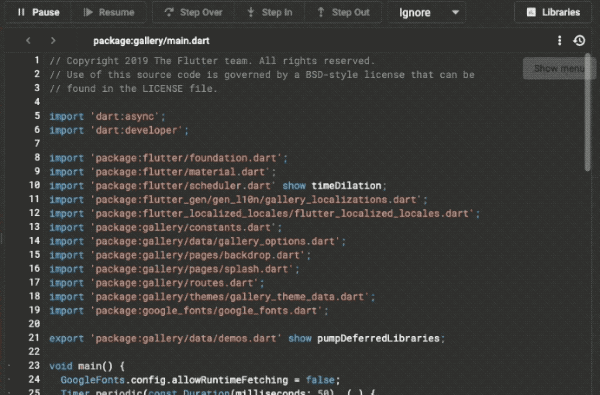 Pause Resume Step Over Step In Step Out Ignore Libraries
package:gallery/main.dart
Show menu
1 // Copyright 2019 The Flutter team. All rights reserved.
2 // Use of this source code is governed by a BSD-style license that can be
3 // found in the LICENSE file.
4
5 import 'dart:async';
6 import 'dart:developer';
7
8 import 'package:flutter/foundation.dart';
9 import 'package:flutter/material.dart';
10 import 'package:flutter/scheduler.dart' show timeDilation;
11 import 'package:flutter_gen/gen_l10n/gallery_localizations.dart';
12 import 'package:flutter_localized_locales/flutter_localized_locales.dart';
13 import 'package:gallery/constants.dart';
14 import 'package:gallery/data/gallery_options.dart';
15 import 'package:gallery/pages/backdrop.dart';
16 import 'package:gallery/pages/splash.dart';
17 import 'package:gallery/routes.dart';
18 import 'package:gallery/themes/gallery_theme_data.dart';
19 import 'package:google_fonts/google_fonts.dart';
20
21 export 'package:gallery/data/demos.dart' show pumpDeferredLibraries;
22
23 void main() {
24 GoogleFonts.config.allowRuntimeFetching = false;
25 Timer.periodic(const Duration(milliseconds: 50), (_) {